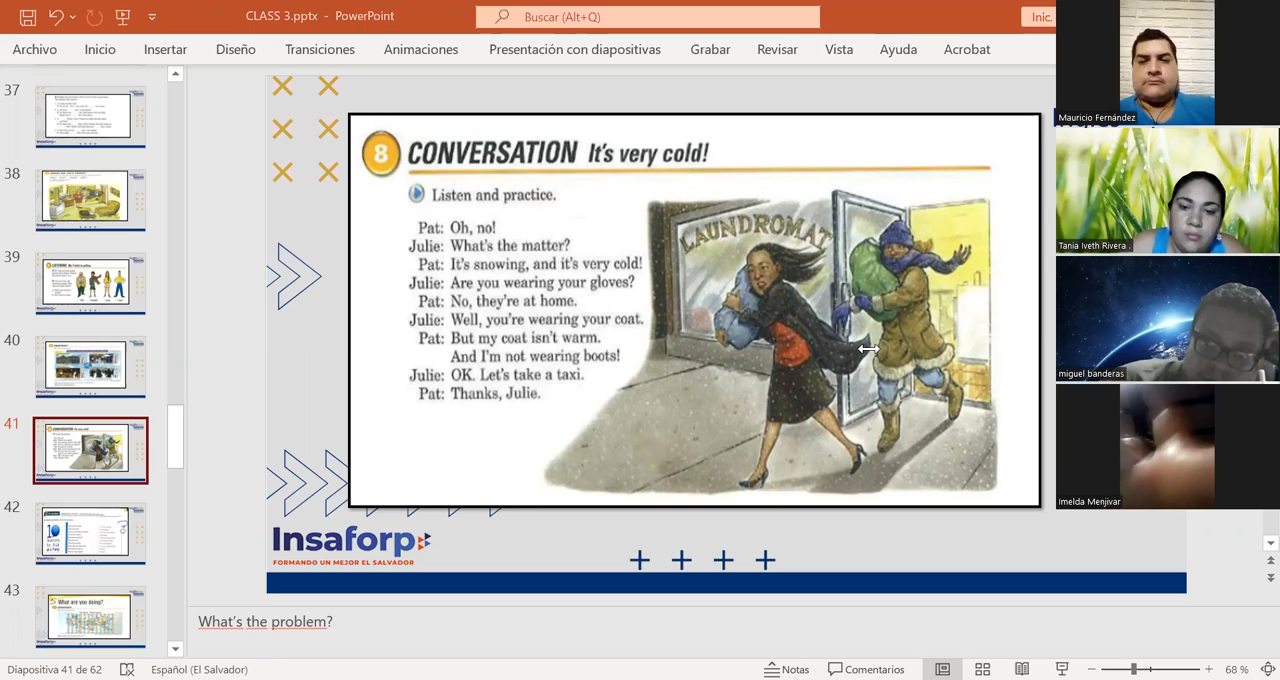 CLASS 3.pptx - PowerPoint
Buscar (Alt+Q)
Inic.
Archivo Inicio Insertar Diseño Transiciones Animaciones Presentación con diapositivas Grabar Revisar Vista Ayuda Acrobat
37
38
39
40
41
42
43
What are you doing?
8 CONVERSATION It's very cold!
Listen and practice.
Pat: Oh, no!
Julie: What's the matter?
Pat: It's snowing, and it's very cold!
Julie: Are you wearing your gloves?
Pat: No, they're at home.
Julie: Well, you're wearing your coat.
Pat: But my coat isn't warm.
And I'm not wearing boots!
Julie: OK. Let's take a taxi.
Pat: Thanks, Julie.
LAUNDROMAT
Insaforp
FORMANDO UN MEJOR EL SALVADOR
Mauricio Fernández
Tania Iveth Rivera .
miguel banderas
Imelda Menjivar
What's the problem?
Diapositiva 41 de 62 Español (El Salvador) Notas Comentarios 68 %